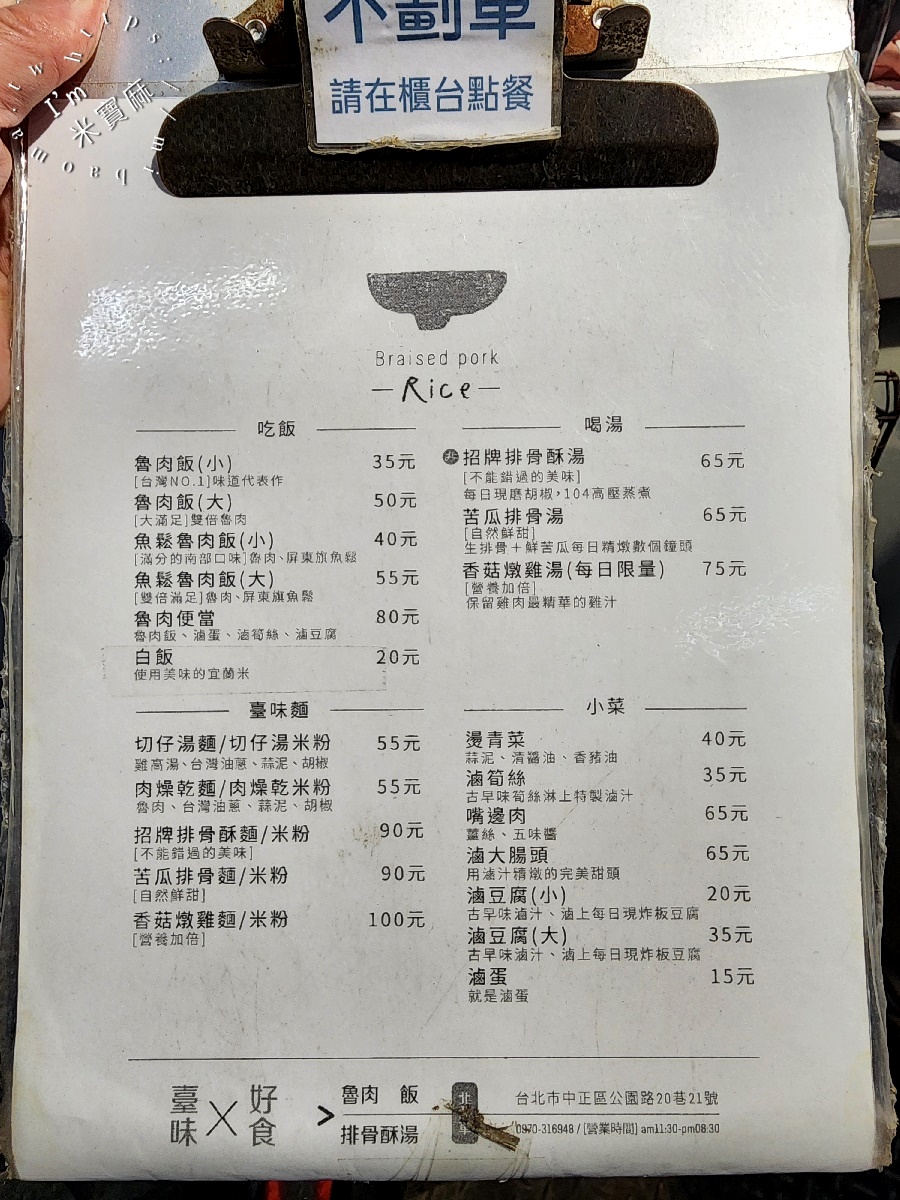 不劃單
請在櫃台點餐
I'm
米寶麻
Braised pork
Rice
吃飯
魯肉飯(小) 35元
[台灣NO.1]味道代表作
魯肉飯(大) 50元
[大滿足]雙倍魯肉
魚鬆魯肉飯(小) 40元
[滿分的南部口味]魯肉、屏東旗魚鬆
魚鬆魯肉飯(大) 55元
[雙倍滿足]魯肉、屏東旗魚鬆
魯肉便當 80元
魯肉飯、滷蛋、滷筍絲、滷豆腐
白飯 20元
使用美味的宜蘭米
臺味麵
切仔湯麵/切仔湯米粉 55元
雞高湯、台灣油蔥、蒜泥、胡椒
肉燥乾麵/肉燥乾米粉 55元
魯肉、台灣油蔥、蒜泥、胡椒
招牌排骨酥麵/米粉 90元
[不能錯過的美味]
苦瓜排骨麵/米粉 90元
[自然鮮甜]
香菇燉雞麵/米粉 100元
[營養加倍]
喝湯
招牌排骨酥湯 65元
[不能錯過的美味]
每日現磨胡椒，104高壓蒸煮
苦瓜排骨湯 65元
[自然鮮甜]
生排骨＋鮮苦瓜每日精燉數個鐘頭
香菇燉雞湯(每日限量) 75元
[營養加倍]
保留雞肉最精華的雞汁
小菜
燙青菜 40元
蒜泥、清醬油、香豬油
滷筍絲 35元
古早味筍絲淋上特製滷汁
嘴邊肉 65元
薑絲、五味醬
滷大腸頭 65元
用滷汁精燉的完美甜頭
滷豆腐(小) 20元
古早味滷汁、滷上每日現炸板豆腐
滷豆腐(大) 35元
古早味滷汁、滷上每日現炸板豆腐
滷蛋 15元
就是滷蛋
臺味 X 好食 > 魯肉 飯
排骨酥湯
北
台北市中正區公園路20巷21號
0970-316948 / [營業時間] am11:30-pm08:30